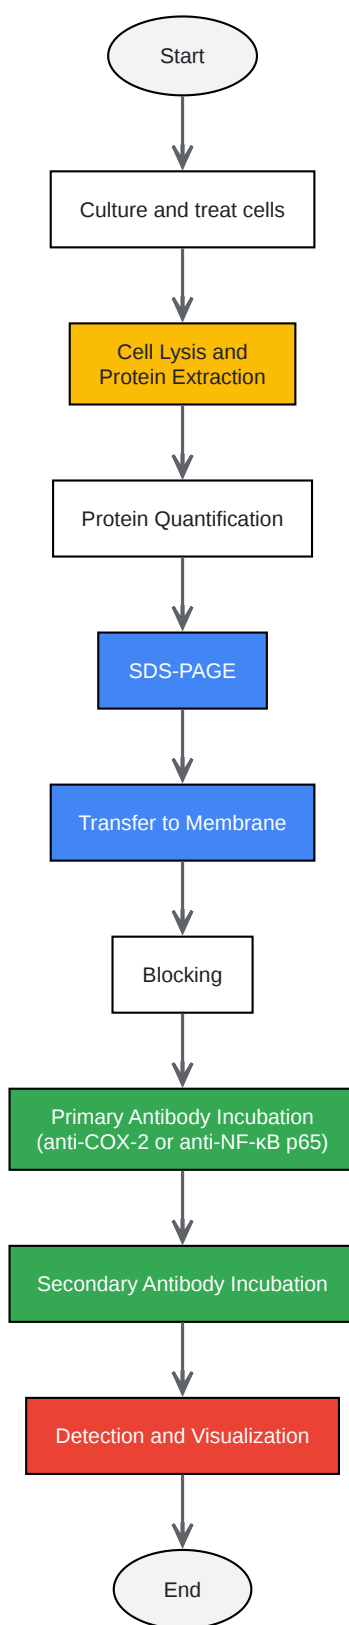 Start
Culture and treat cells
Cell Lysis and
Protein Extraction
Protein Quantification
SDS-PAGE
Transfer to Membrane
Blocking
Primary Antibody Incubation
(anti-COX-2 or anti-NF-κB p65)
Secondary Antibody Incubation
Detection and Visualization
End